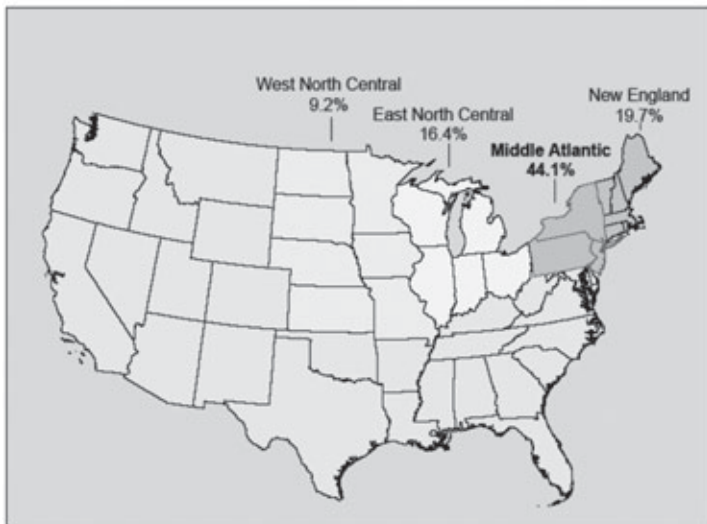 West North Central
9.2%
East North Central
16.4%
New England
19.7%
Middle Atlantic
44.1%